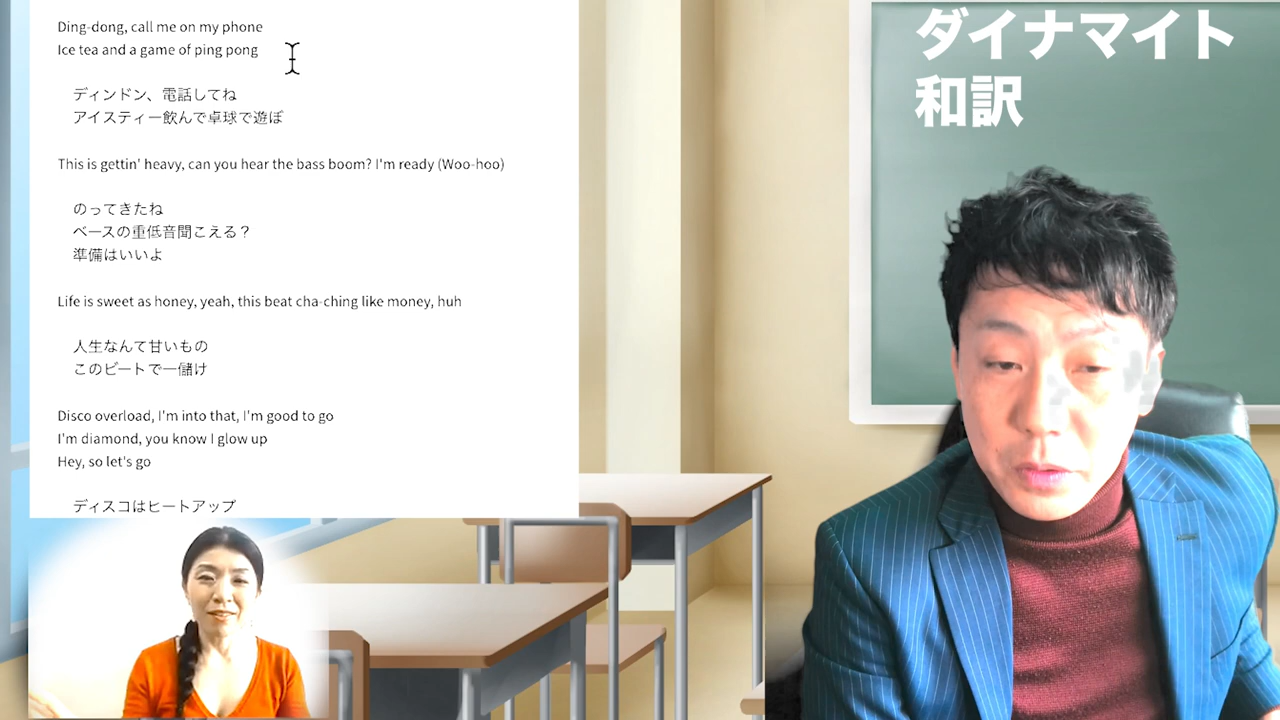 Ding-dong, call me on my phone
Ice tea and a game of ping pong
ディンドン、電話してね
アイスティー飲んで卓球で遊ぼ
This is gettin' heavy, can you hear the bass boom? I'm ready (Woo-hoo)
のってきたね
ベースの重低音聞こえる？
準備はいいよ
Life is sweet as honey, yeah, this beat cha-ching like money, huh
人生なんて甘いもの
このビートで一儲け
Disco overload, I'm into that, I'm good to go
I'm diamond, you know I glow up
Hey, so let's go
ディスコはヒートアップ
ダイナマイト
和訳